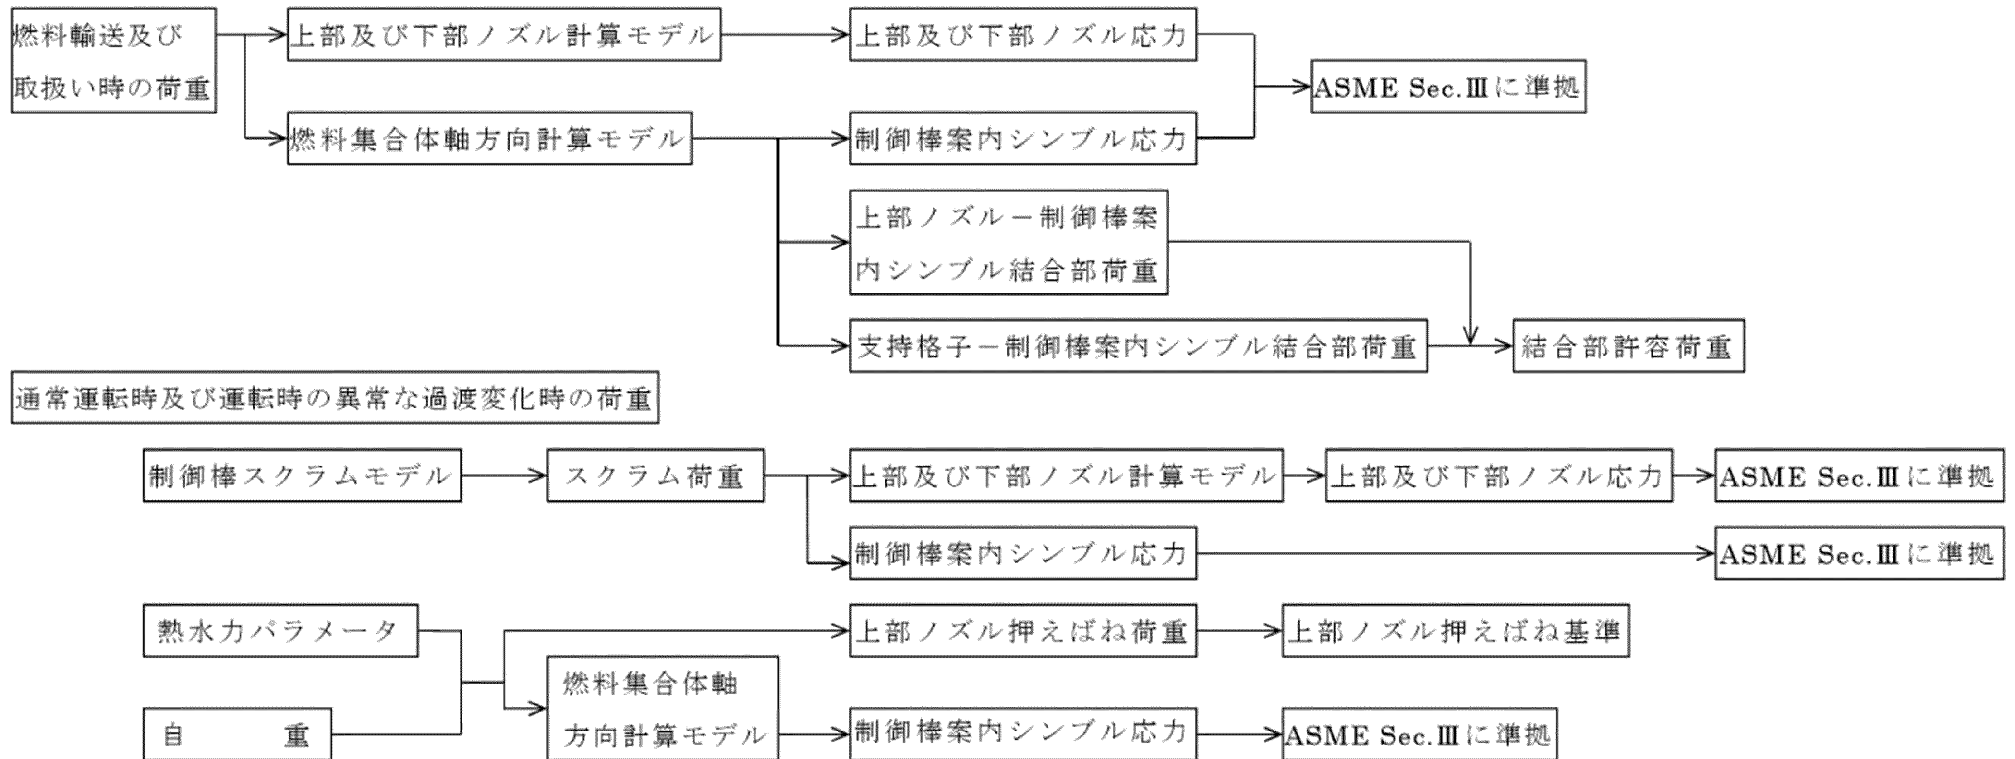 燃料輸送及び
取扱い時の荷重
上部及び下部ノズル計算モデル
上部及び下部ノズル応力
ASME Sec.Ⅲに準拠
燃料集合体軸方向計算モデル
制御棒案内シンブル応力
上部ノズル－制御棒案
内シンブル結合部荷重
支持格子－制御棒案内シンブル結合部荷重
結合部許容荷重
通常運転時及び運転時の異常な過渡変化時の荷重
制御棒スクラムモデル
スクラム荷重
上部及び下部ノズル計算モデル
上部及び下部ノズル応力
ASME Sec.Ⅲに準拠
制御棒案内シンブル応力
ASME Sec.Ⅲに準拠
熱水力パラメータ
上部ノズル押えばね荷重
上部ノズル押えばね基準
燃料集合体軸
方向計算モデル
自　重
制御棒案内シンブル応力
ASME Sec.Ⅲに準拠